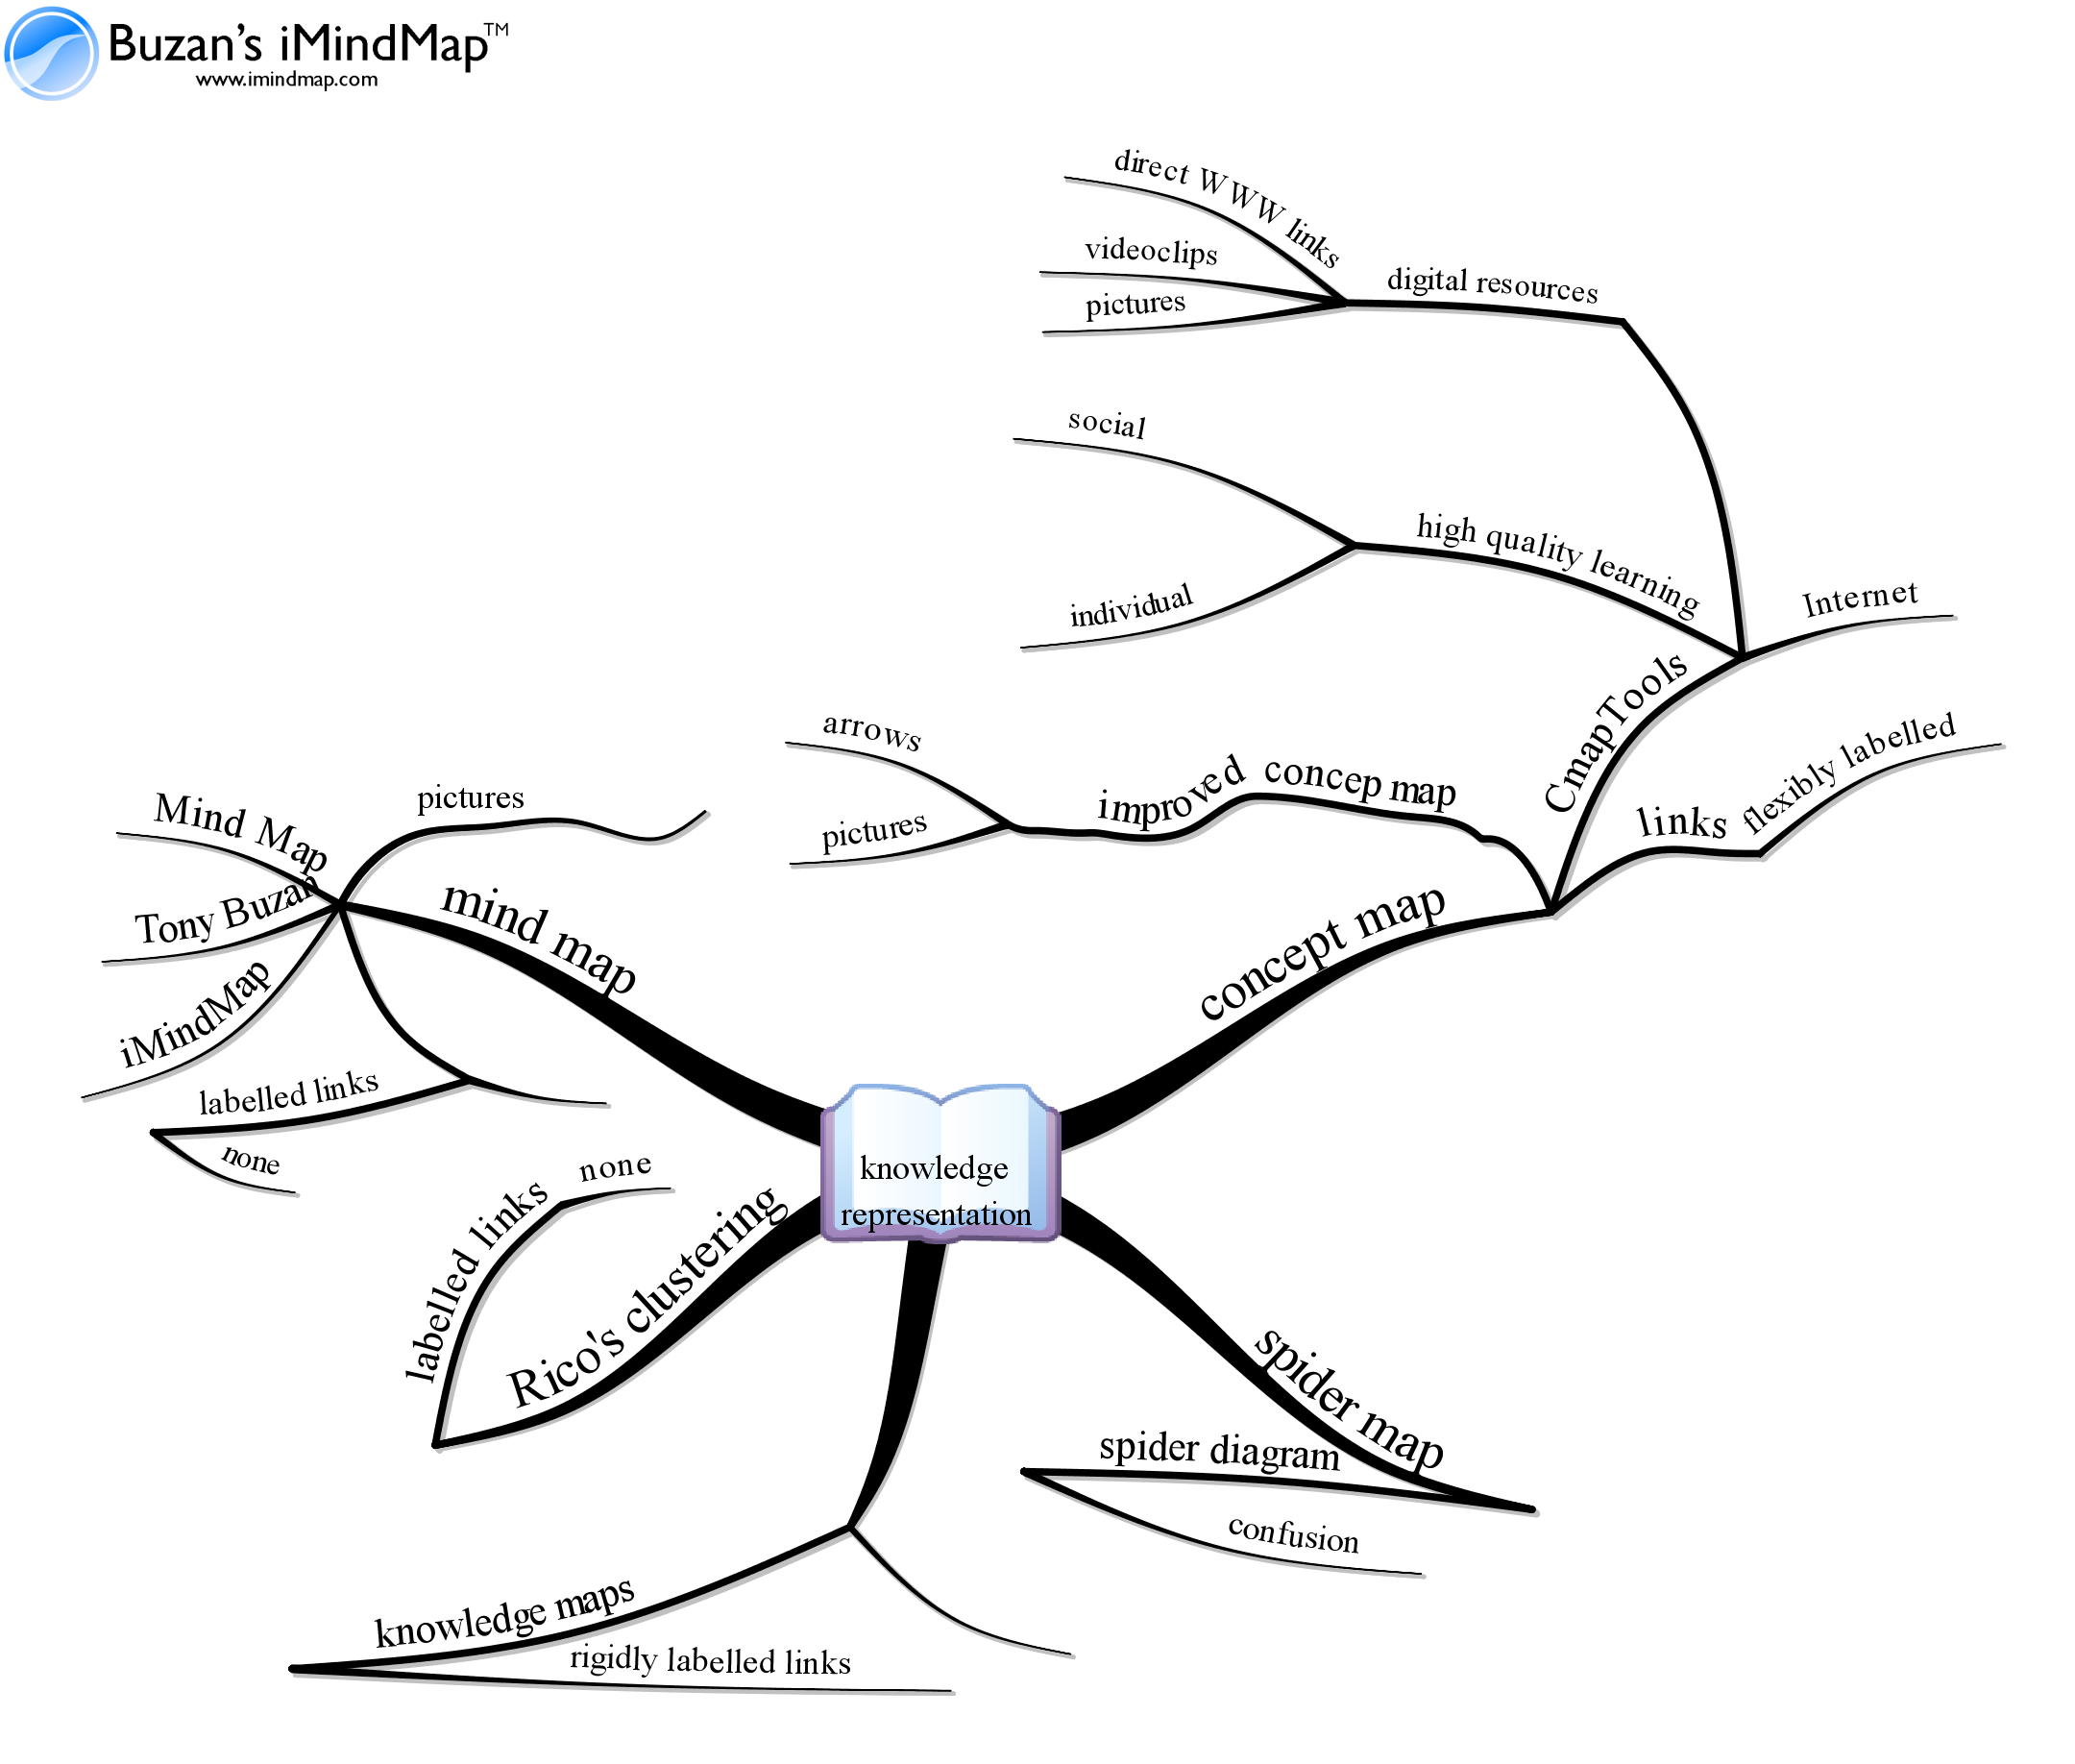 Buzan's iMindMap™
www.imindmap.com
direct WWW links
videoclips
pictures
digital resources
social
high quality learning
individual
Internet
CmapTools
links
flexibly labelled
arrows
improved concep map
pictures
concept map
pictures
Mind Map
Tony Buzan
iMindMap
mind map
labelled links
none
knowledge
representation
none
labelled links
Rico's clustering
spider map
spider diagram
confusion
knowledge maps
rigidly labelled links